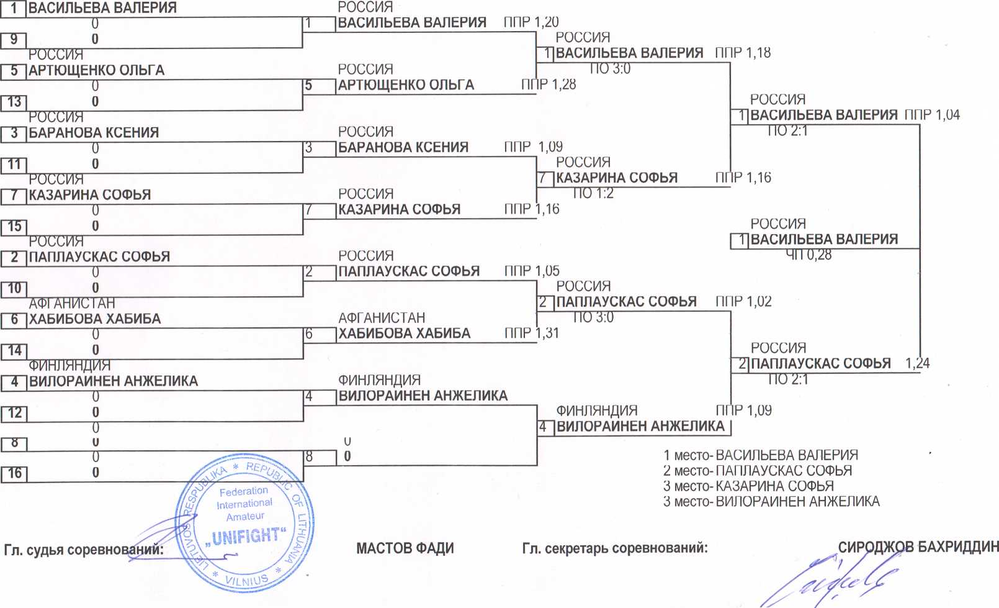 1 ВАСИЛЬЕВА ВАЛЕРИЯ
0
9 0
РОССИЯ
5 АРТЮЩЕНКО ОЛЬГА
0
13 0
РОССИЯ
3 БАРАНОВА КСЕНИЯ
0
11 0
РОССИЯ
7 КАЗАРИНА СОФЬЯ
0
15 0
РОССИЯ
2 ПАПЛАУСКАС СОФЬЯ
0
10 0
АФГАНИСТАН
6 ХАБИБОВА ХАБИБА
0
14 0
ФИНЛЯНДИЯ
4 ВИЛОРАИНЕН АНЖЕЛИКА
0
12 0
0
8 0
0
16 0
РОССИЯ
1 ВАСИЛЬЕВА ВАЛЕРИЯ ППР 1,20
РОССИЯ
5 АРТЮЩЕНКО ОЛЬГА ППР 1,28
РОССИЯ
3 БАРАНОВА КСЕНИЯ ППР 1,09
РОССИЯ
7 КАЗАРИНА СОФЬЯ ППР 1,16
РОССИЯ
2 ПАПЛАУСКАС СОФЬЯ ППР 1,05
АФГАНИСТАН
6 ХАБИБОВА ХАБИБА ППР 1,31
ФИНЛЯНДИЯ
4 ВИЛОРАИНЕН АНЖЕЛИКА
0
8 0
РОССИЯ
1 ВАСИЛЬЕВА ВАЛЕРИЯ ППР 1,18
ПО 3:0
РОССИЯ
7 КАЗАРИНА СОФЬЯ ППР 1,16
ПО 1:2
РОССИЯ
2 ПАПЛАУСКАС СОФЬЯ ППР 1,02
ПО 3:0
ФИНЛЯНДИЯ ППР 1,09
4 ВИЛОРАИНЕН АНЖЕЛИКА
РОССИЯ
1 ВАСИЛЬЕВА ВАЛЕРИЯ ППР 1,04
ПО 2:1
РОССИЯ
1 ВАСИЛЬЕВА ВАЛЕРИЯ
ЧП 0,28
РОССИЯ
2 ПАПЛАУСКАС СОФЬЯ 1,24
ПО 2:1
1 место- ВАСИЛЬЕВА ВАЛЕРИЯ
2 место- ПАПЛАУСКАС СОФЬЯ
3 место- КАЗАРИНА СОФЬЯ
3 место- ВИЛОРАИНЕН АНЖЕЛИКА
LIETUVOS RESPUBLIKA * REPUBLIC OF LITHUANIA * VILNIUS *
Federation
International
Amateur
„UNIFIGHT“
Гл. судья соревнований: МАСТОВ ФАДИ Гл. секретарь соревнований: СИРОДЖОВ БАХРИДДИН